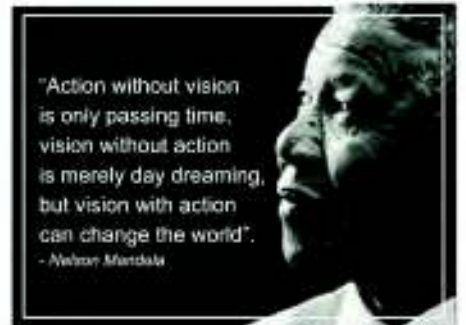 "Action without vision
is only passing time,
vision without action
is merely day dreaming,
but vision with action
can change the world".
- Nelson Mandela